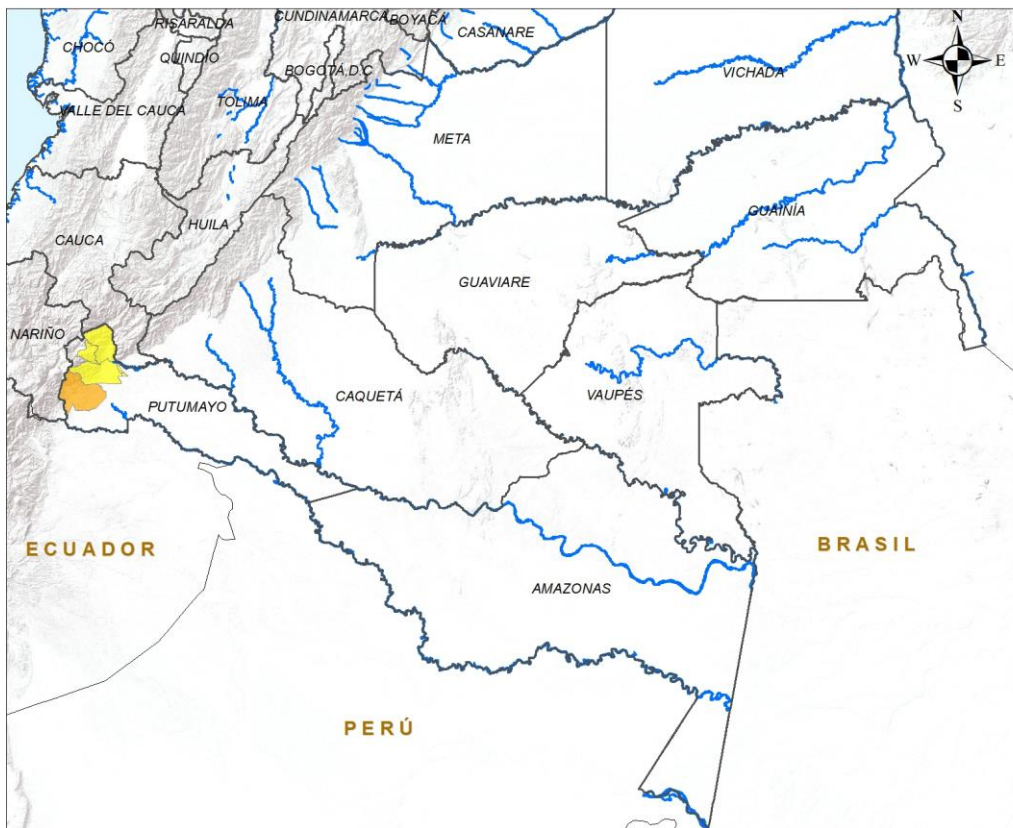 RISARALDA
CUNDINAMARCA
BOYACÁ
CASANARE
N
CHOCÓ
QUINDÍO
BOGOTÁ,D.C
VICHADA
W
E
S
VALLE DEL CAUCA
TOLIMA
META
GUAINÍA
HUILA
CAUCA
GUAVIARE
NARIÑO
CAQUETÁ
VAUPÉS
PUTUMAYO
ECUADOR
BRASIL
AMAZONAS
PERÚ